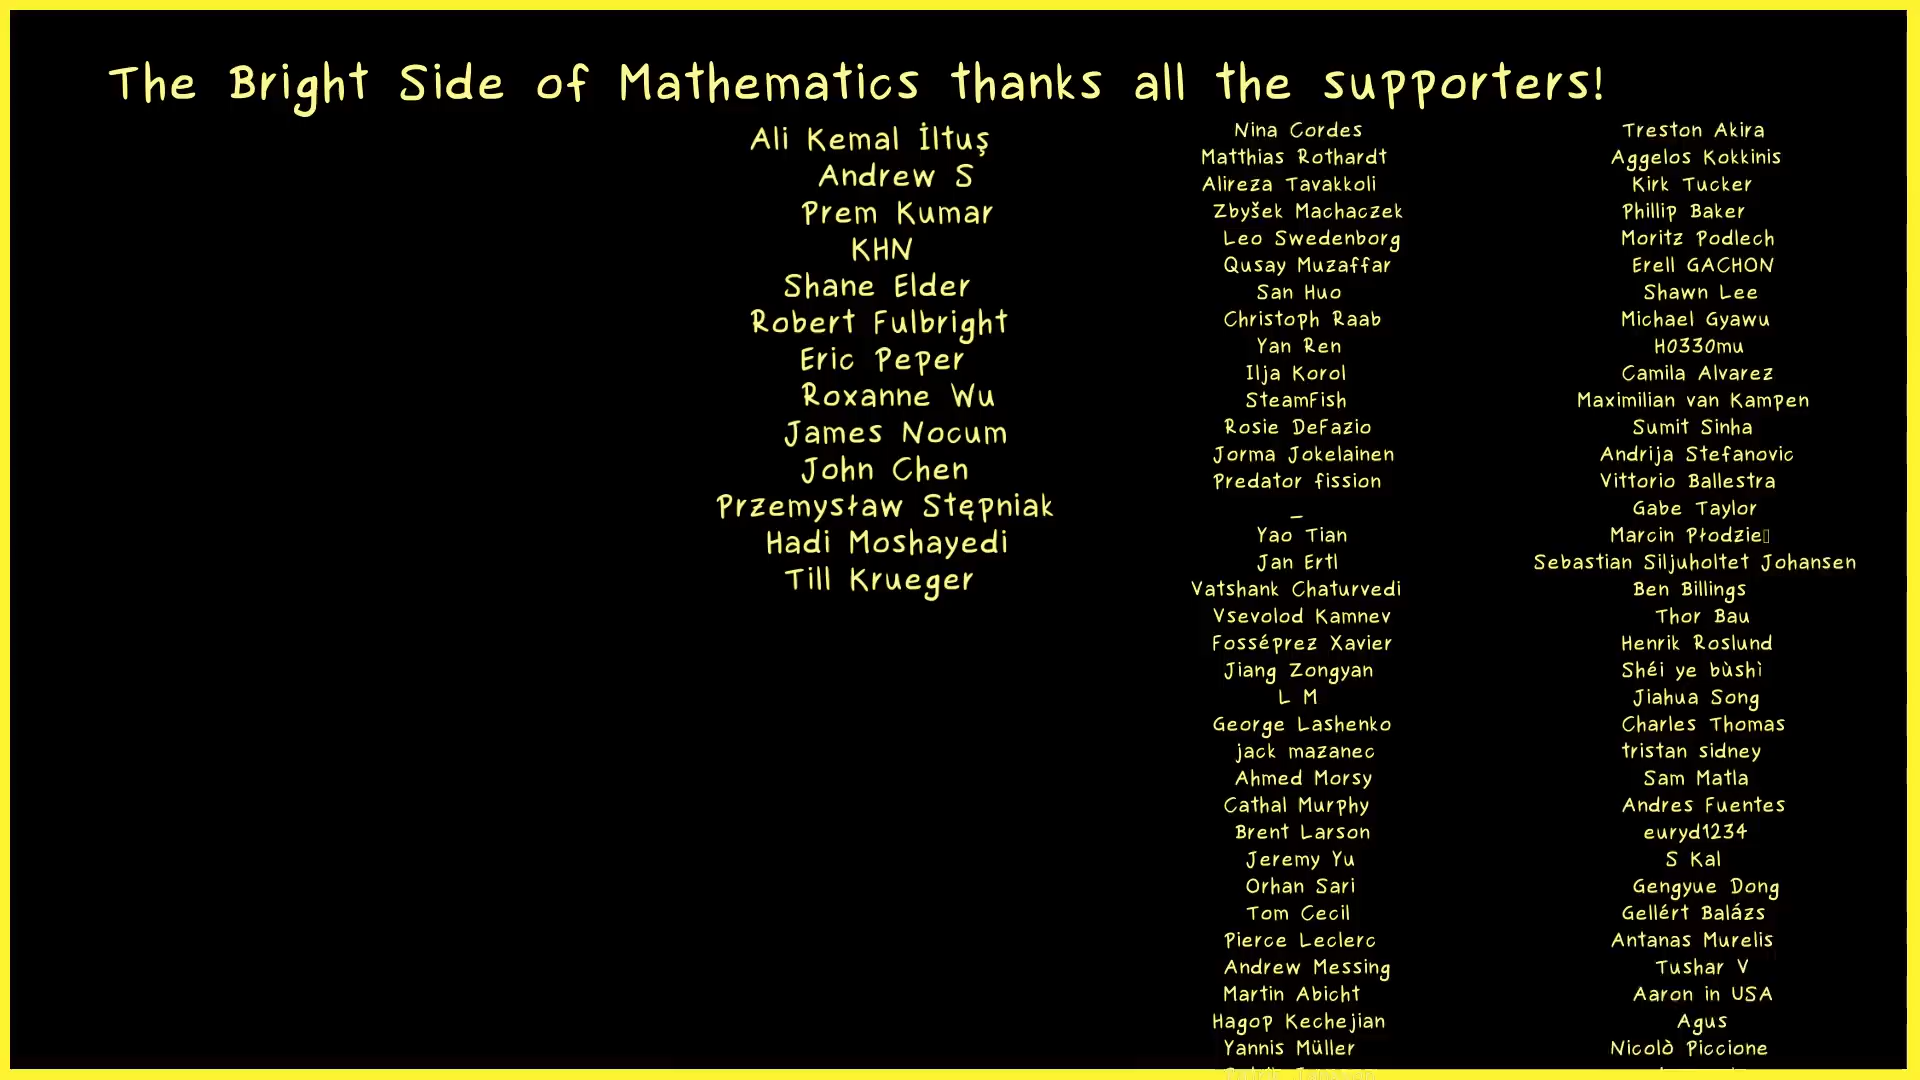 The Bright Side of Mathematics thanks all the supporters!
Ali Kemal İltuş
Andrew S
Prem Kumar
KHN
Shane Elder
Robert Fulbright
Eric Peper
Roxanne Wu
James Nocum
John Chen
Przemysław Stępniak
Hadi Moshayedi
Till Krueger
Nina Cordes
Matthias Rothardt
Alireza Tavakkoli
Zbyšek Machaczek
Leo Swedenborg
Qusay Muzaffar
San Huo
Christoph Raab
Yan Ren
Ilja Korol
SteamFish
Rosie DeFazio
Jorma Jokelainen
Predator fission
_
Yao Tian
Jan Ertl
Vatshank Chaturvedi
Vsevolod Kamnev
Fosséprez Xavier
Jiang Zongyan
L M
George Lashenko
jack mazanec
Ahmed Morsy
Cathal Murphy
Brent Larson
Jeremy Yu
Orhan Sari
Tom Cecil
Pierce Leclerc
Andrew Messing
Martin Abicht
Hagop Kechejian
Yannis Müller
Treston Akira
Aggelos Kokkinis
Kirk Tucker
Phillip Baker
Moritz Podlech
Erell GACHON
Shawn Lee
Michael Gyawu
H0330mu
Camila Alvarez
Maximilian van Kampen
Sumit Sinha
Andrija Stefanovic
Vittorio Ballestra
Gabe Taylor
Marcin Płodzie▯
Sebastian Siljuholtet Johansen
Ben Billings
Thor Bau
Henrik Roslund
Shéi ye bùshì
Jiahua Song
Charles Thomas
tristan sidney
Sam Matla
Andres Fuentes
euryd1234
S Kal
Gengyue Dong
Gellért Balázs
Antanas Murelis
Tushar V
Aaron in USA
Agus
Nicolò Piccione